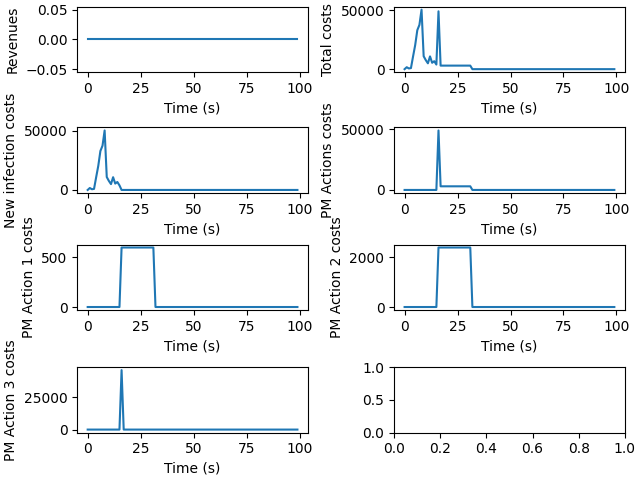 Revenues
0.05
0.00
−0.05
0 25 50 75 100
Time (s)
Total costs
50000
0
0 25 50 75 100
Time (s)
New infection costs
50000
0
0 25 50 75 100
Time (s)
PM Actions costs
50000
0
0 25 50 75 100
Time (s)
PM Action 1 costs
500
0
0 25 50 75 100
Time (s)
PM Action 2 costs
2000
0
0 25 50 75 100
Time (s)
PM Action 3 costs
25000
0
0 25 50 75 100
Time (s)
1.0
0.5
0.0
0.0 0.2 0.4 0.6 0.8 1.0